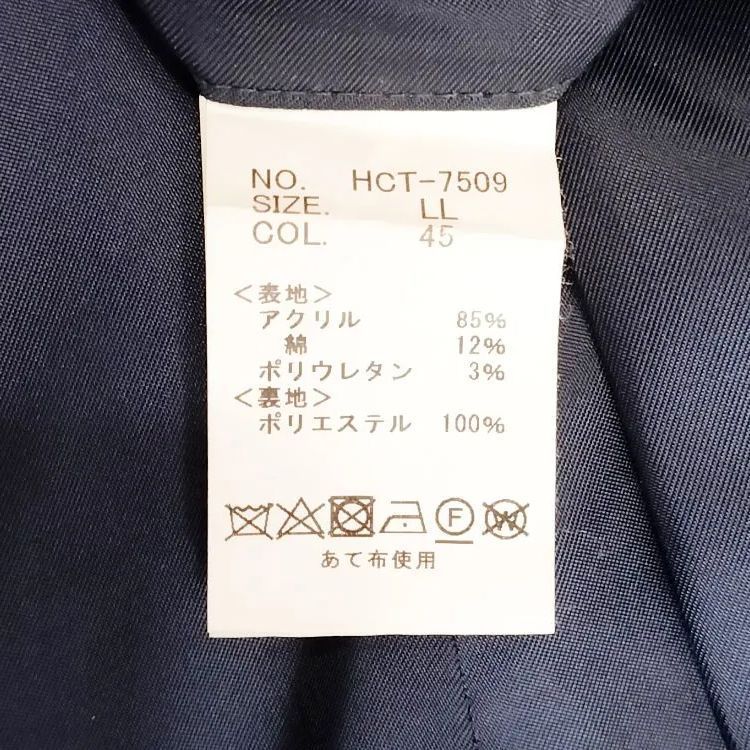 NO. HCT-7509
SIZE. LL
COL. 45
＜表地＞
アクリル 85%
綿 12%
ポリウレタン 3%
＜裏地＞
ポリエステル 100%
F W
あて布使用